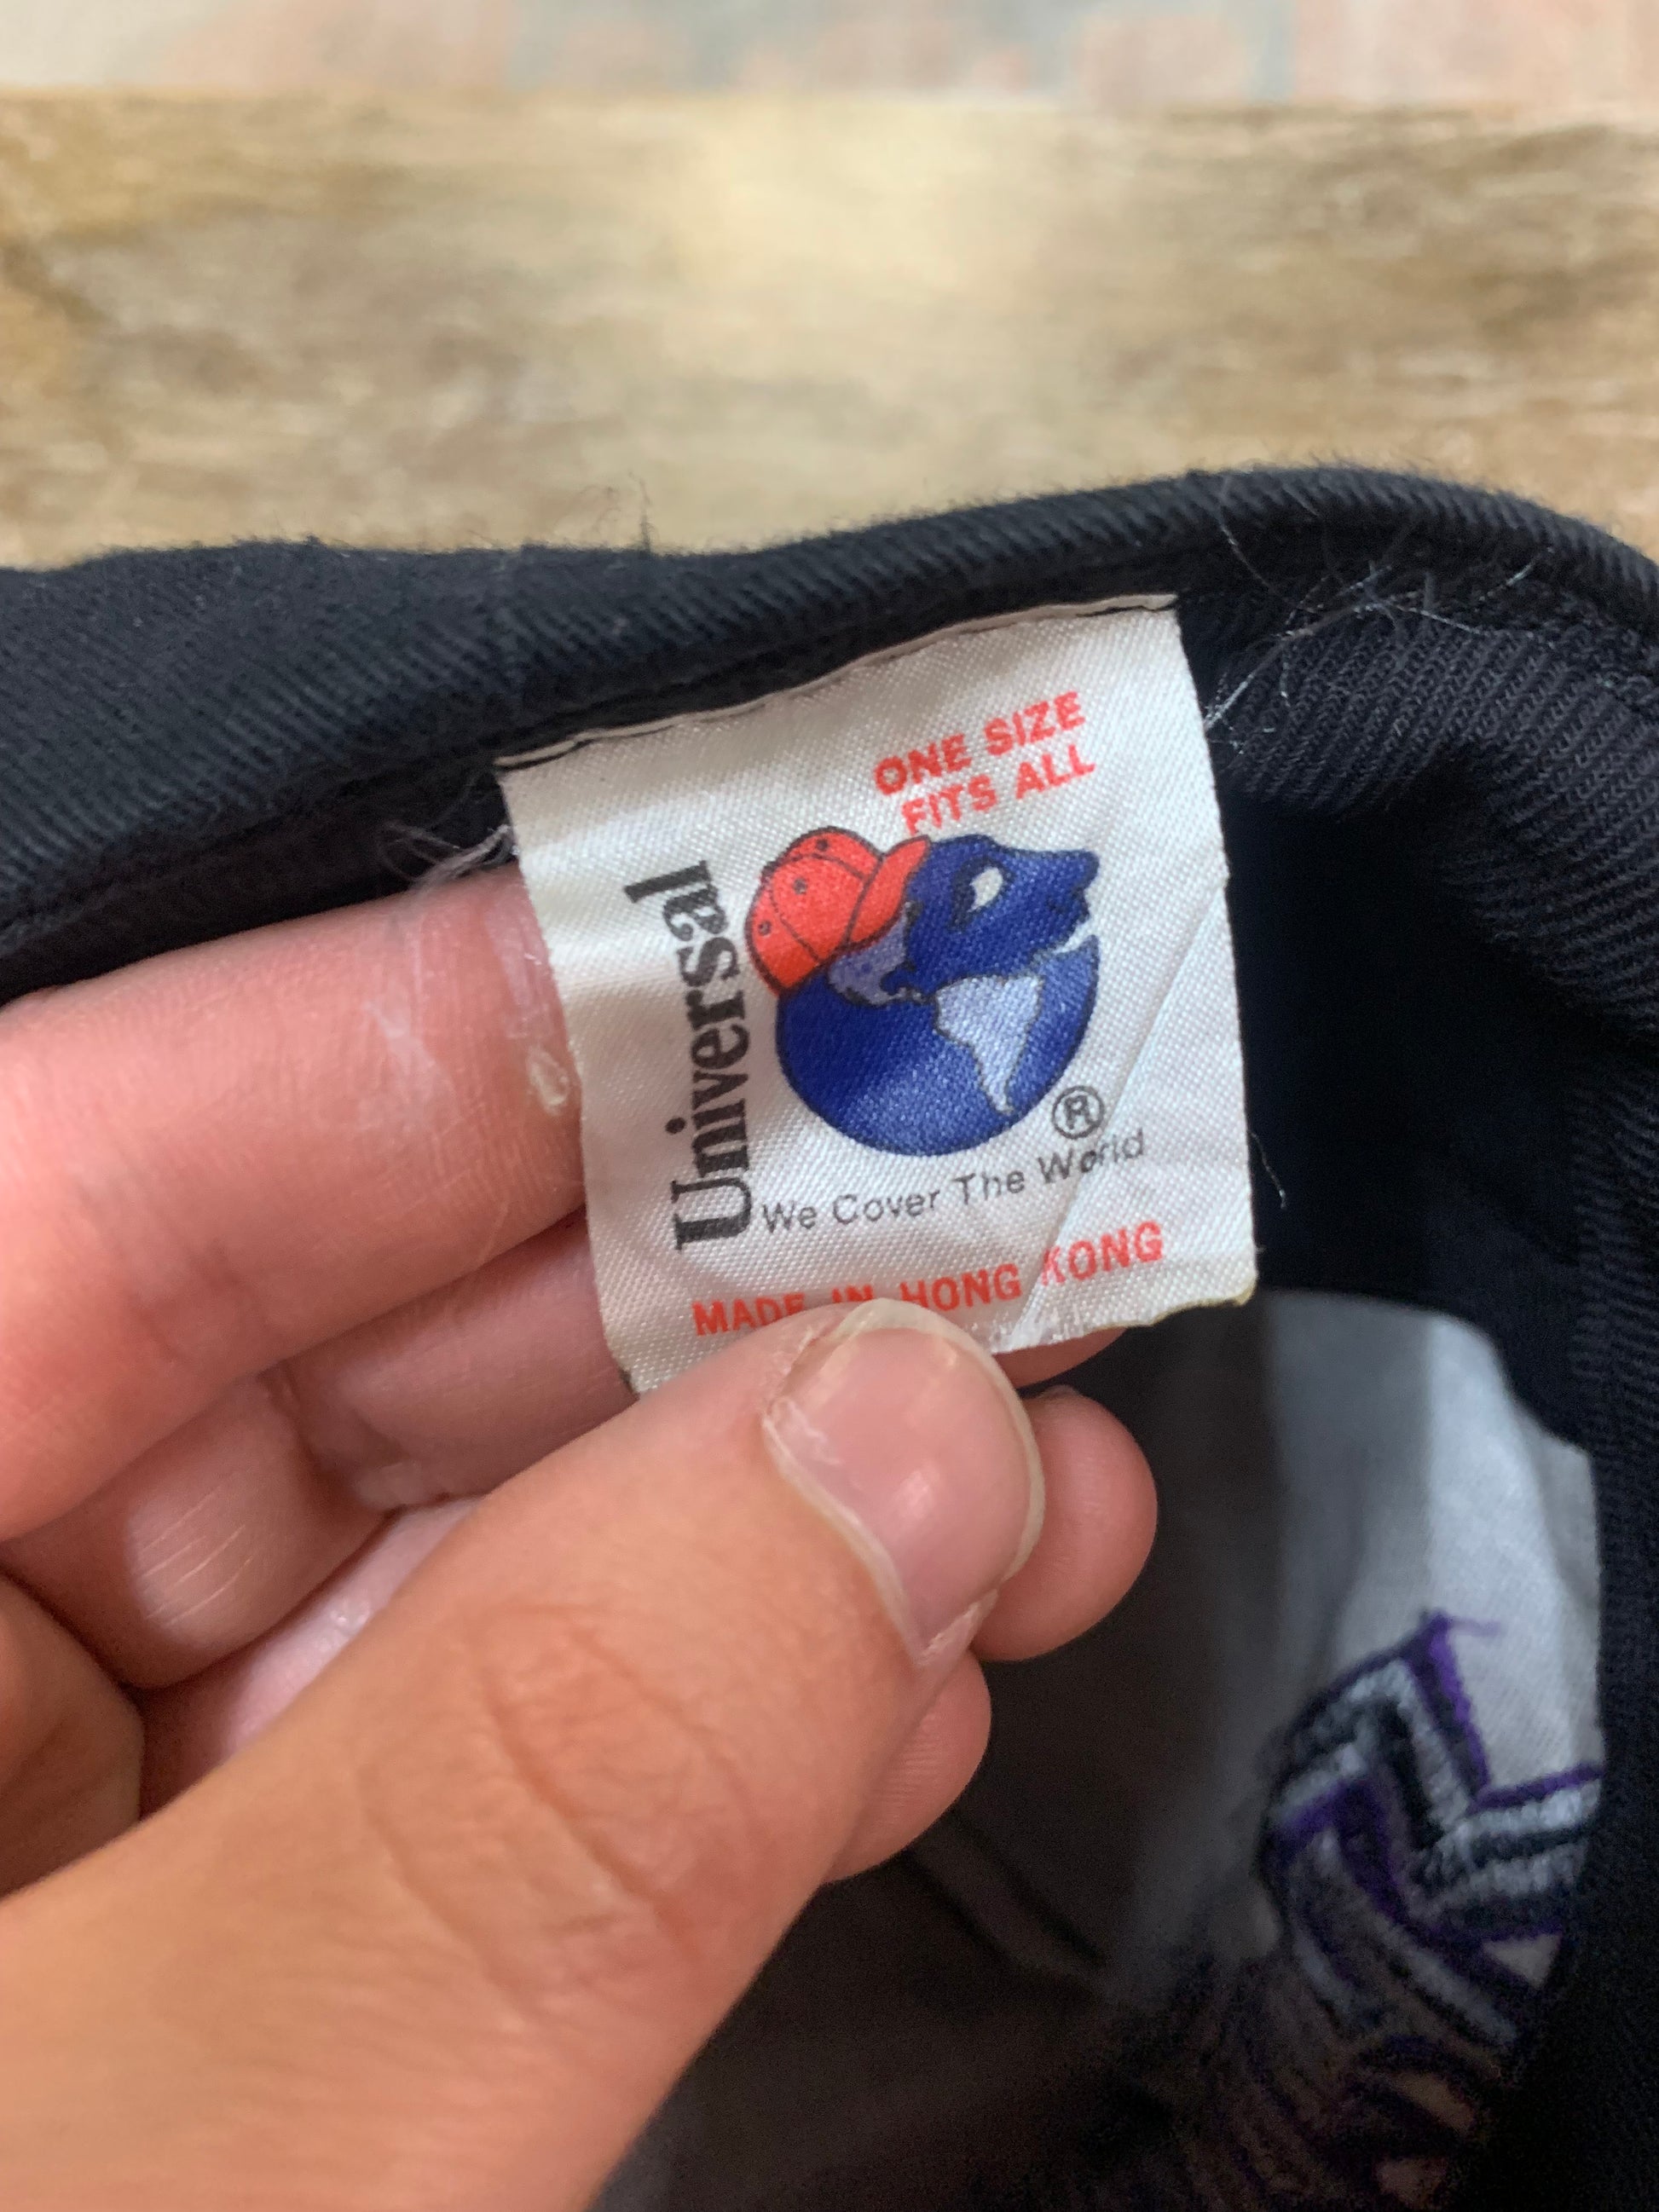 ONE SIZE
FITS ALL
Universal
®
We Cover The World
MADE IN HONG KONG